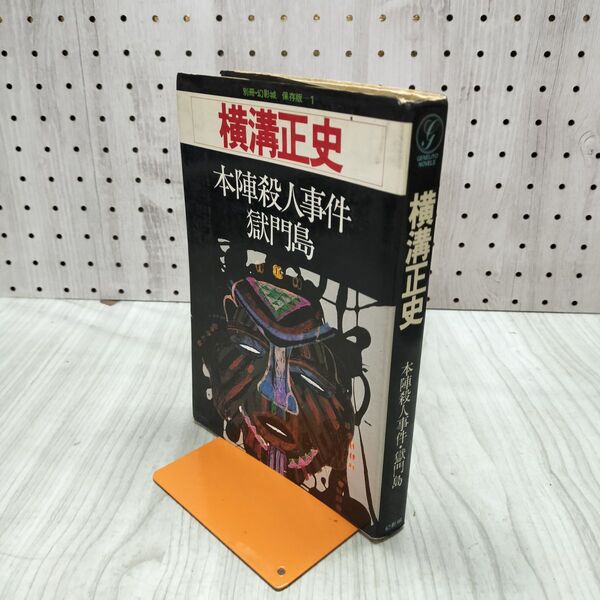 別冊・幻影城 保存版—1
横溝正史
本陣殺人事件
獄門島
GENEIJYO
NOVELS
横溝正史
本陣殺人事件・獄門島
幻影城